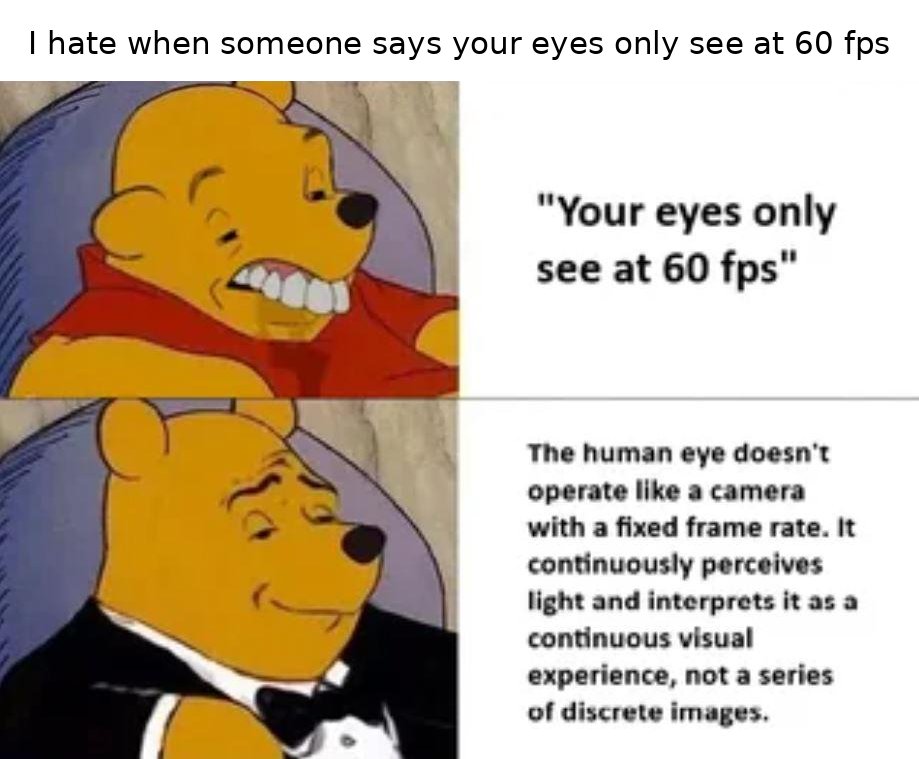 I hate when someone says your eyes only see at 60 fps
"Your eyes only
see at 60 fps"
The human eye doesn't
operate like a camera
with a fixed frame rate. It
continuously perceives
light and interprets it as a
continuous visual
experience, not a series
of discrete images.